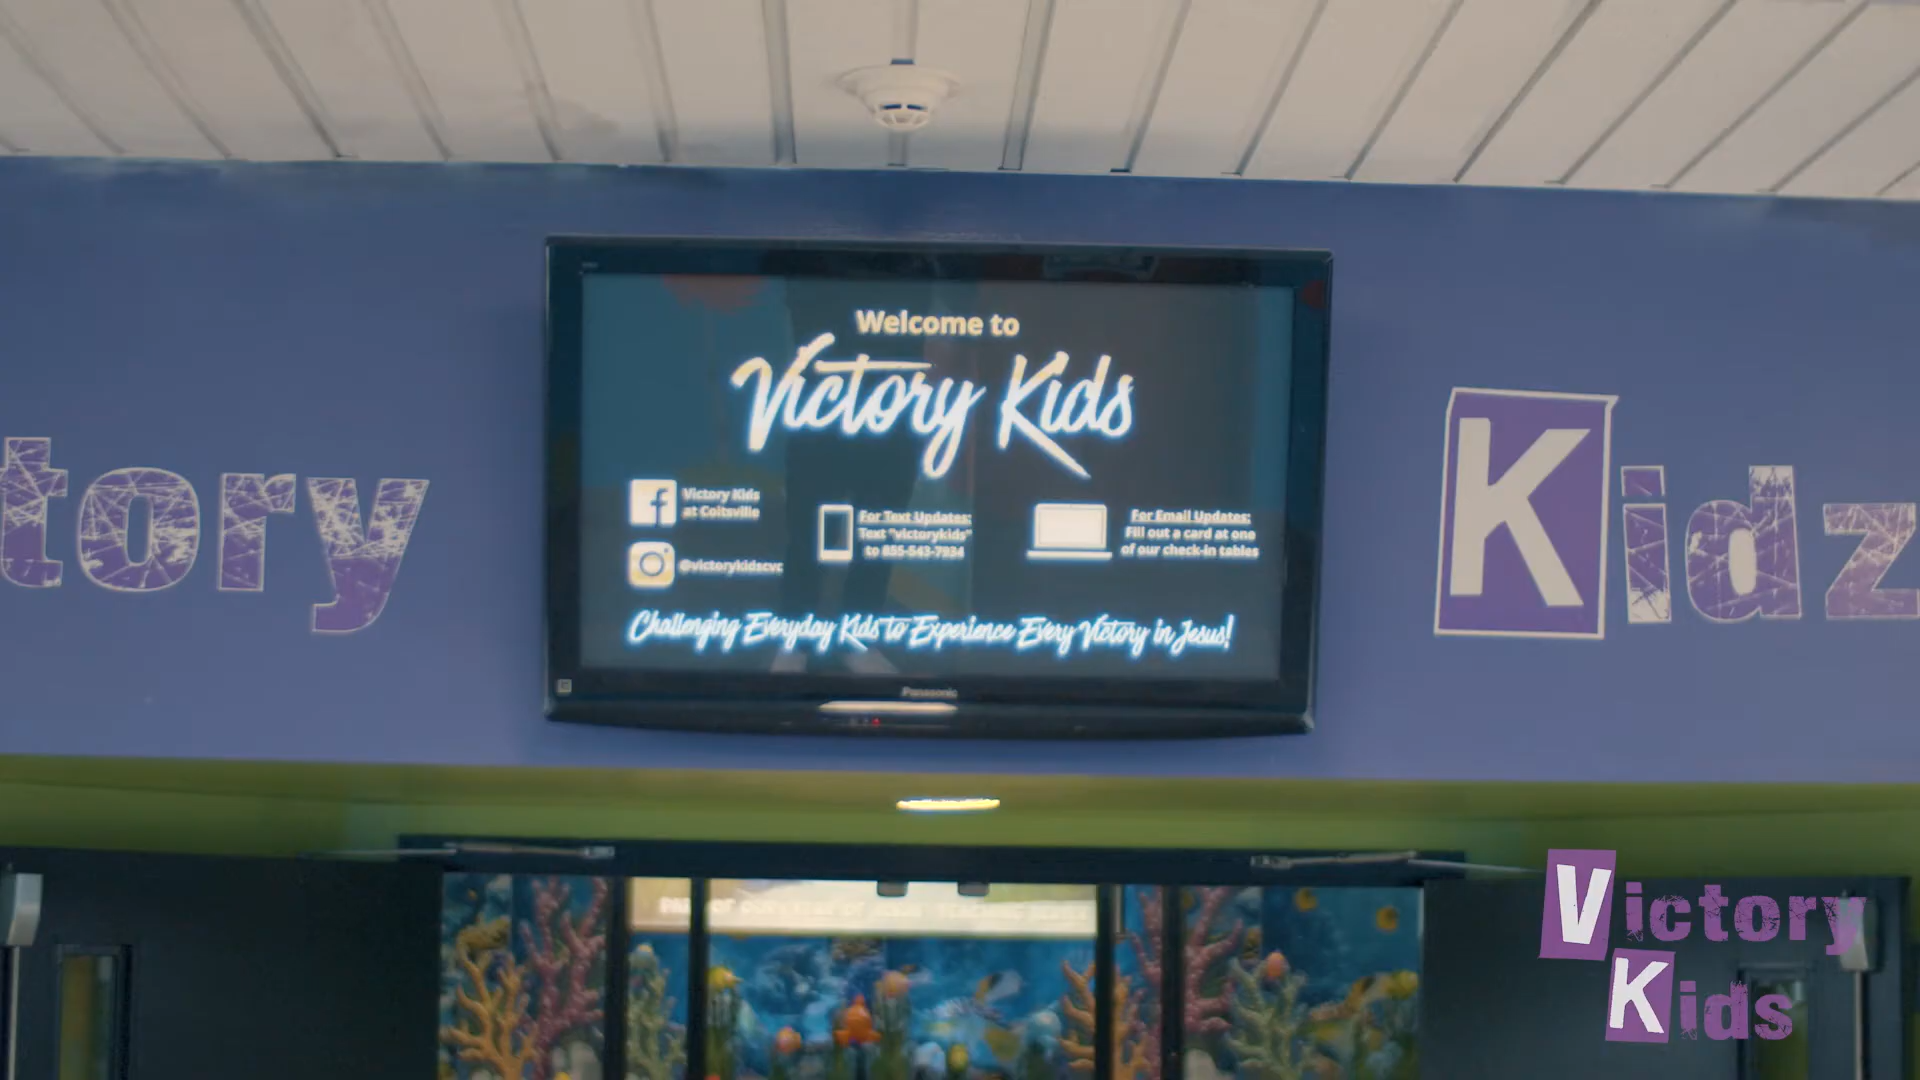 Welcome to
Victory Kids
Victory Kids
at Coltsville
@victorykidscvc
For Text Updates:
Text "victorykids"
to 855-543-7934
For Email Updates:
Fill out a card at one
of our check-in tables
Challenging Everyday Kids to Experience Every Victory in Jesus!
Panasonic
tory
Kidz
Victory
Kids